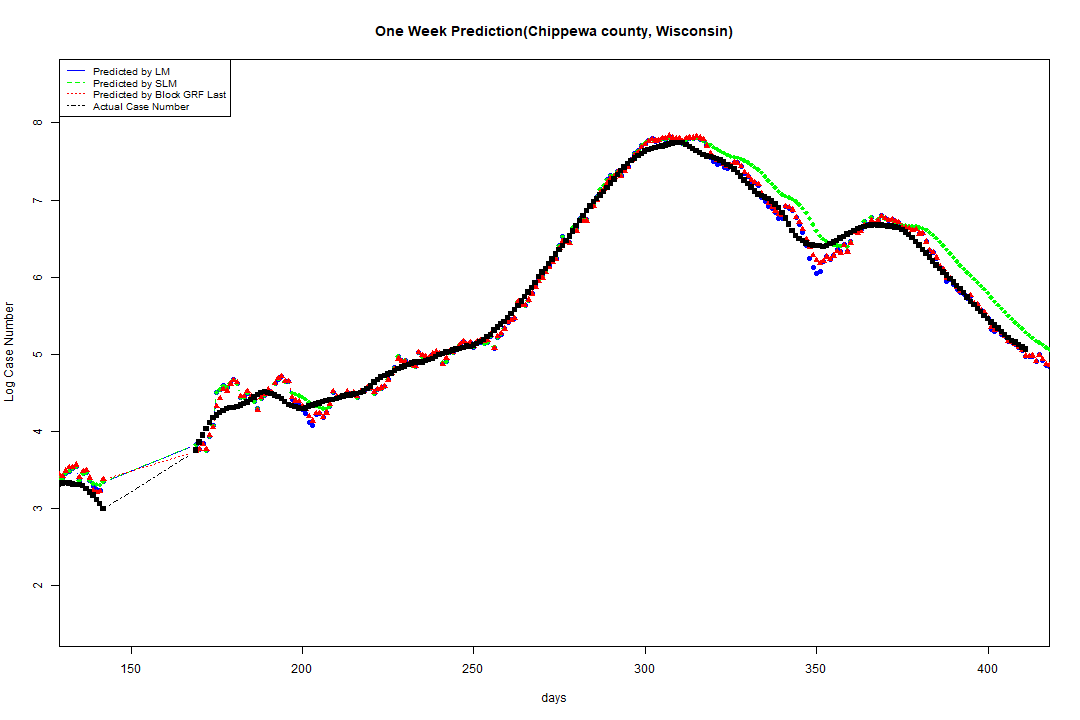 One Week Prediction(Chippewa county, Wisconsin)
Predicted by LM
Predicted by SLM
Predicted by Block GRF Last
Actual Case Number
8
7
6
5
4
3
2
Log Case Number
150 200 250 300 350 400
days